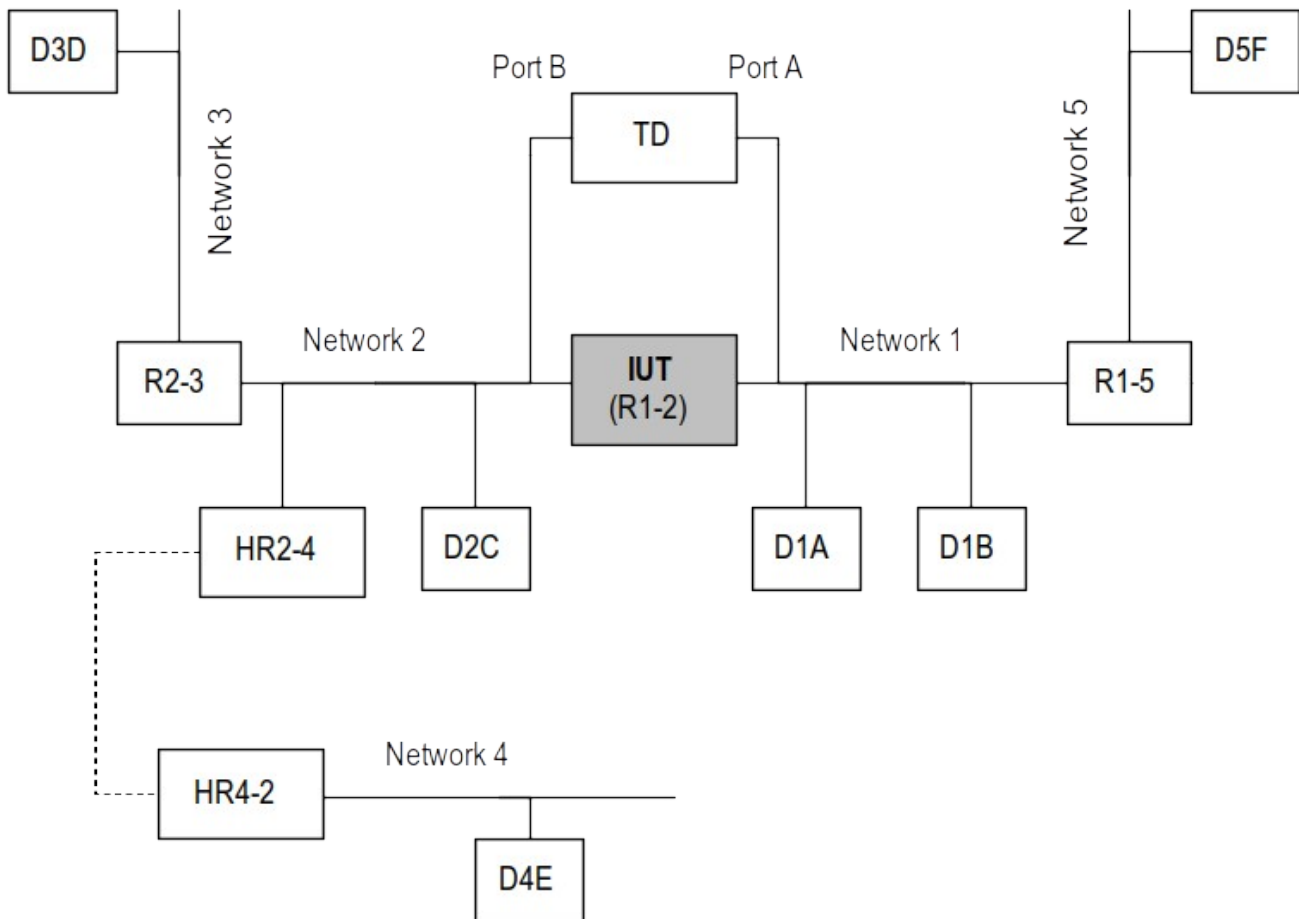 D3D
Port B
Port A
D5F
TD
Network 3
Network 5
Network 2
Network 1
R2-3
IUT
(R1-2)
R1-5
HR2-4
D2C
D1A
D1B
Network 4
HR4-2
D4E